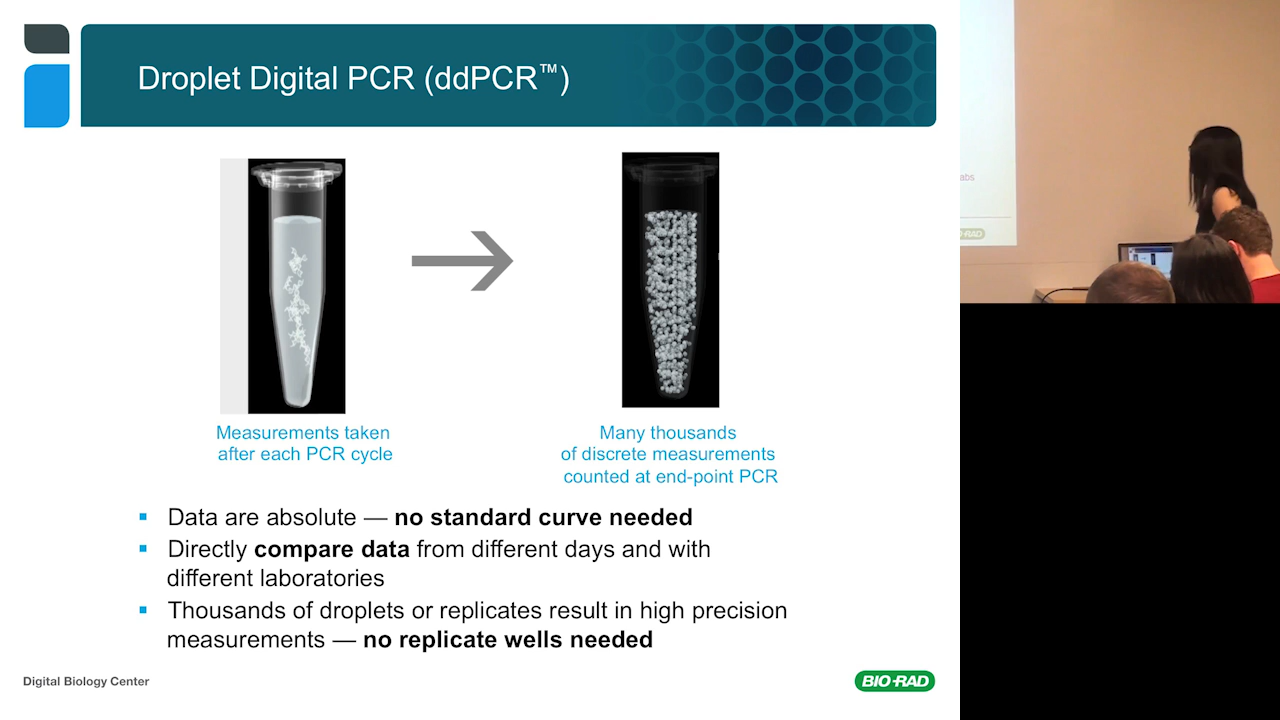 Droplet Digital PCR (ddPCR™)
Measurements taken
after each PCR cycle
Many thousands
of discrete measurements
counted at end-point PCR
▪ Data are absolute — no standard curve needed
▪ Directly compare data from different days and with
different laboratories
▪ Thousands of droplets or replicates result in high precision
measurements — no replicate wells needed
Digital Biology Center
BIO-RAD
abs
-RAD